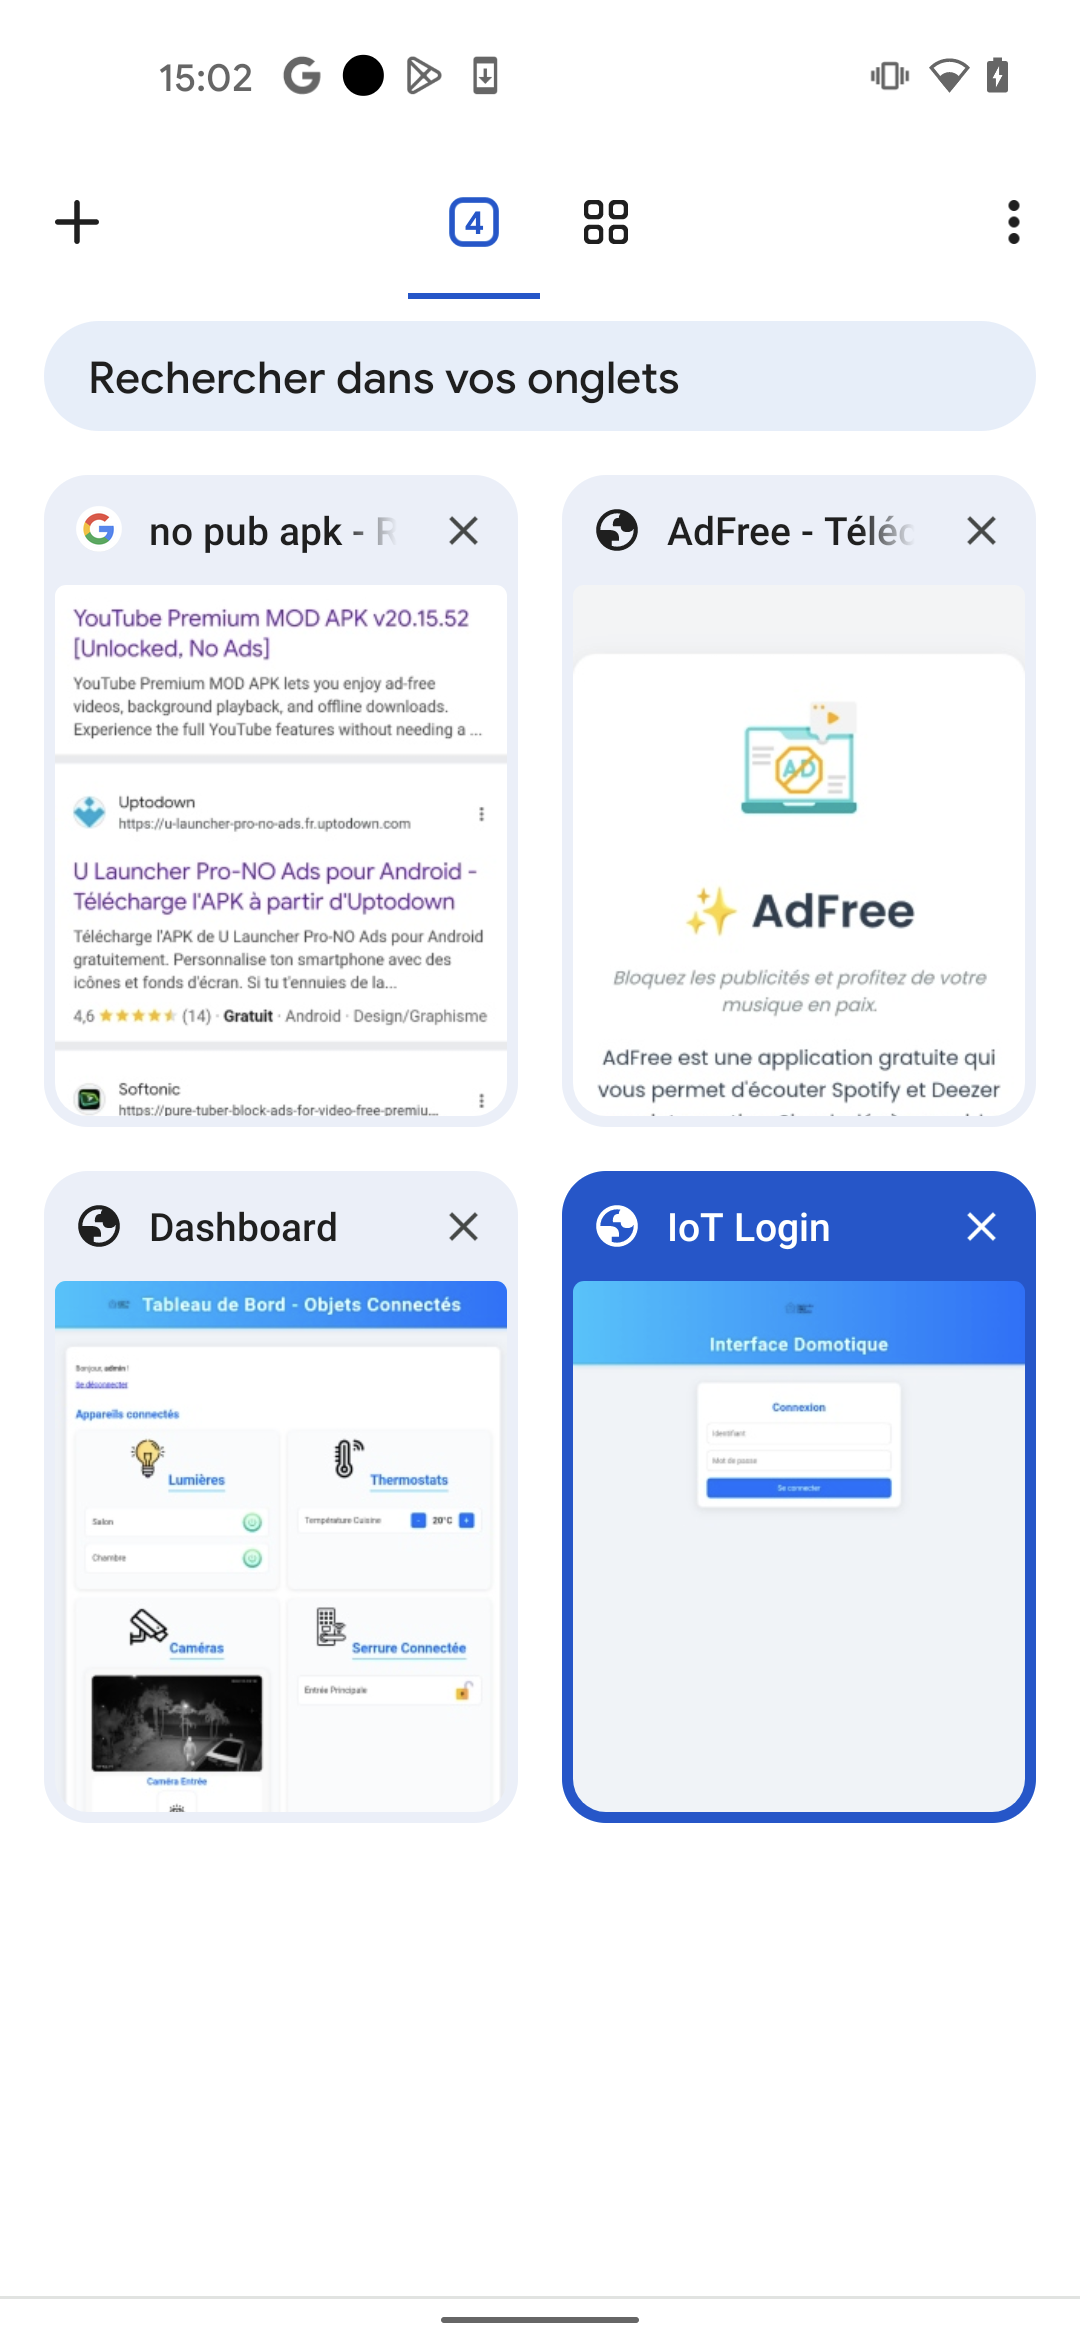 15:02
4
Rechercher dans vos onglets
no pub apk - R
YouTube Premium MOD APK v20.15.52
[Unlocked, No Ads]
YouTube Premium MOD APK lets you enjoy ad-free
videos, background playback, and offline downloads.
Experience the full YouTube features without needing a ...
Uptodown
https://u-launcher-pro-no-ads.fr.uptodown.com
U Launcher Pro-NO Ads pour Android -
Télécharge l'APK à partir d'Uptodown
Télécharge l'APK de U Launcher Pro-NO Ads pour Android
gratuitement. Personnalise ton smartphone avec des
icônes et fonds d'écran. Si tu t'ennuies de la...
4,6 ★★★★★ (14) · Gratuit · Android · Design/Graphisme
Softonic
https://pure-tuber-block-ads-for-video-free-premiu...
AdFree - Téléc
AD
✨ AdFree
Bloquez les publicités et profitez de votre
musique en paix.
AdFree est une application gratuite qui
vous permet d'écouter Spotify et Deezer
Dashboard
Tableau de Bord - Objets Connectés
Bonjour, admin !
Se déconnecter
Appareils connectés
Lumières
Salon
Chambre
Thermostats
Température Cuisine - 20°C +
Caméras
Caméra Entrée
Serrure Connectée
Entrée Principale
IoT Login
Interface Domotique
Connexion
Identifiant
Mot de passe
Se connecter